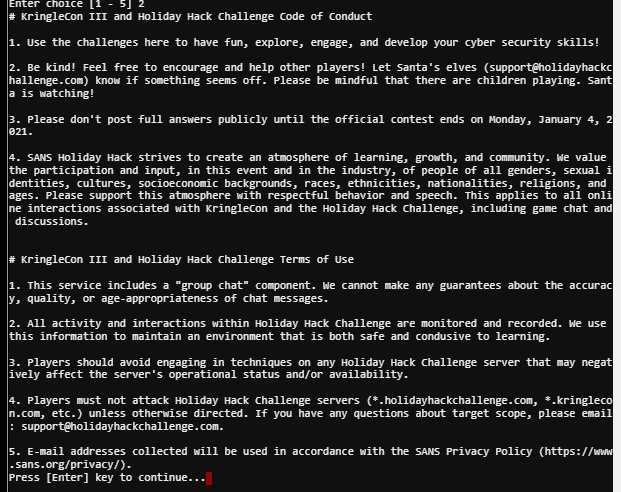 Enter choice [1 - 5] 2
# KringleCon III and Holiday Hack Challenge Code of Conduct
1. Use the challenges here to have fun, explore, engage, and develop your cyber security skills!
2. Be kind! Feel free to encourage and help other players! Let Santa's elves (support@holidayhackc
hallenge.com) know if something seems off. Please be mindful that there are children playing. Sant
a is watching!
3. Please don't post full answers publicly until the official contest ends on Monday, January 4, 2
021.
4. SANS Holiday Hack strives to create an atmosphere of learning, growth, and community. We value
the participation and input, in this event and in the industry, of people of all genders, sexual i
dentities, cultures, socioeconomic backgrounds, races, ethnicities, nationalities, religions, and
ages. Please support this atmosphere with respectful behavior and speech. This applies to all onli
ne interactions associated with KringleCon and the Holiday Hack Challenge, including game chat and
discussions.
# KringleCon III and Holiday Hack Challenge Terms of Use
1. This service includes a "group chat" component. We cannot make any guarantees about the accurac
y, quality, or age-appropriateness of chat messages.
2. All activity and interactions within Holiday Hack Challenge are monitored and recorded. We use
this information to maintain an environment that is both safe and condusive to learning.
3. Players should avoid engaging in techniques on any Holiday Hack Challenge server that may negat
ively affect the server's operational status and/or availability.
4. Players must not attack Holiday Hack Challenge servers (*.holidayhackchallenge.com, *.kringleco
n.com, etc.) unless otherwise directed. If you have any questions about target scope, please email
: support@holidayhackchallenge.com.
5. E-mail addresses collected will be used in accordance with the SANS Privacy Policy (https://www
.sans.org/privacy/).
Press [Enter] key to continue...